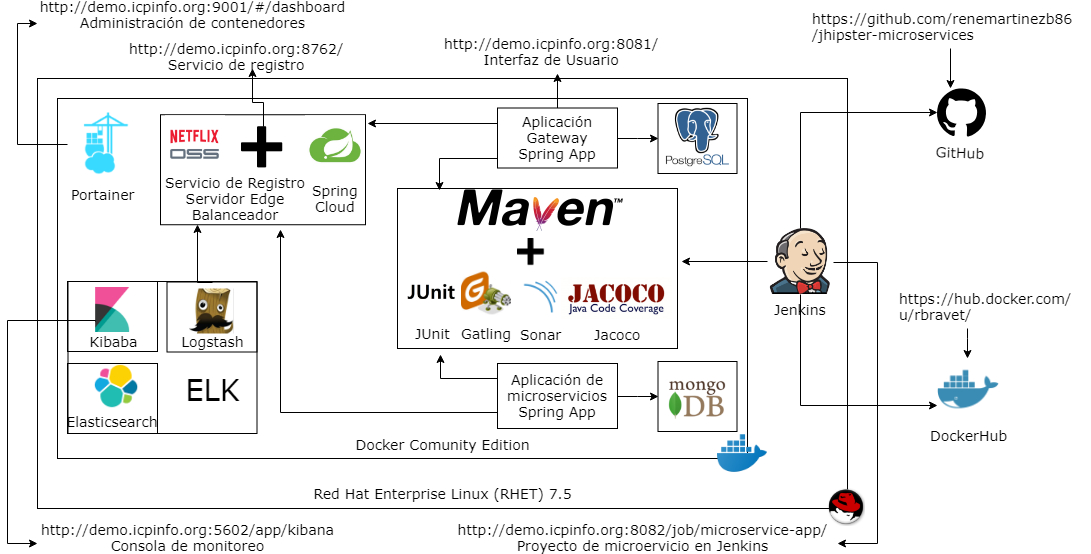 http://demo.icpinfo.org:9001/#/dashboard
Administración de contenedores
http://demo.icpinfo.org:8762/
Servicio de registro
http://demo.icpinfo.org:8081/
Interfaz de Usuario
https://github.com/renemartinezb86
/jhipster-microservices
Portainer
NETFLIX
OSS
Servicio de Registro
Servidor Edge
Balanceador
Spring
Cloud
Aplicación
Gateway
Spring App
PostgreSQL
GitHub
Maven™
JUnit
JACOCO
Java Code Coverage
JUnit
Gatling
Sonar
Jacoco
Jenkins
Kibaba
Logstash
Elasticsearch
ELK
Aplicación de
microservicios
Spring App
mongo
DB
https://hub.docker.com/
u/rbravet/
DockerHub
Docker Comunity Edition
Red Hat Enterprise Linux (RHET) 7.5
http://demo.icpinfo.org:5602/app/kibana
Consola de monitoreo
http://demo.icpinfo.org:8082/job/microservice-app/
Proyecto de microervicio en Jenkins